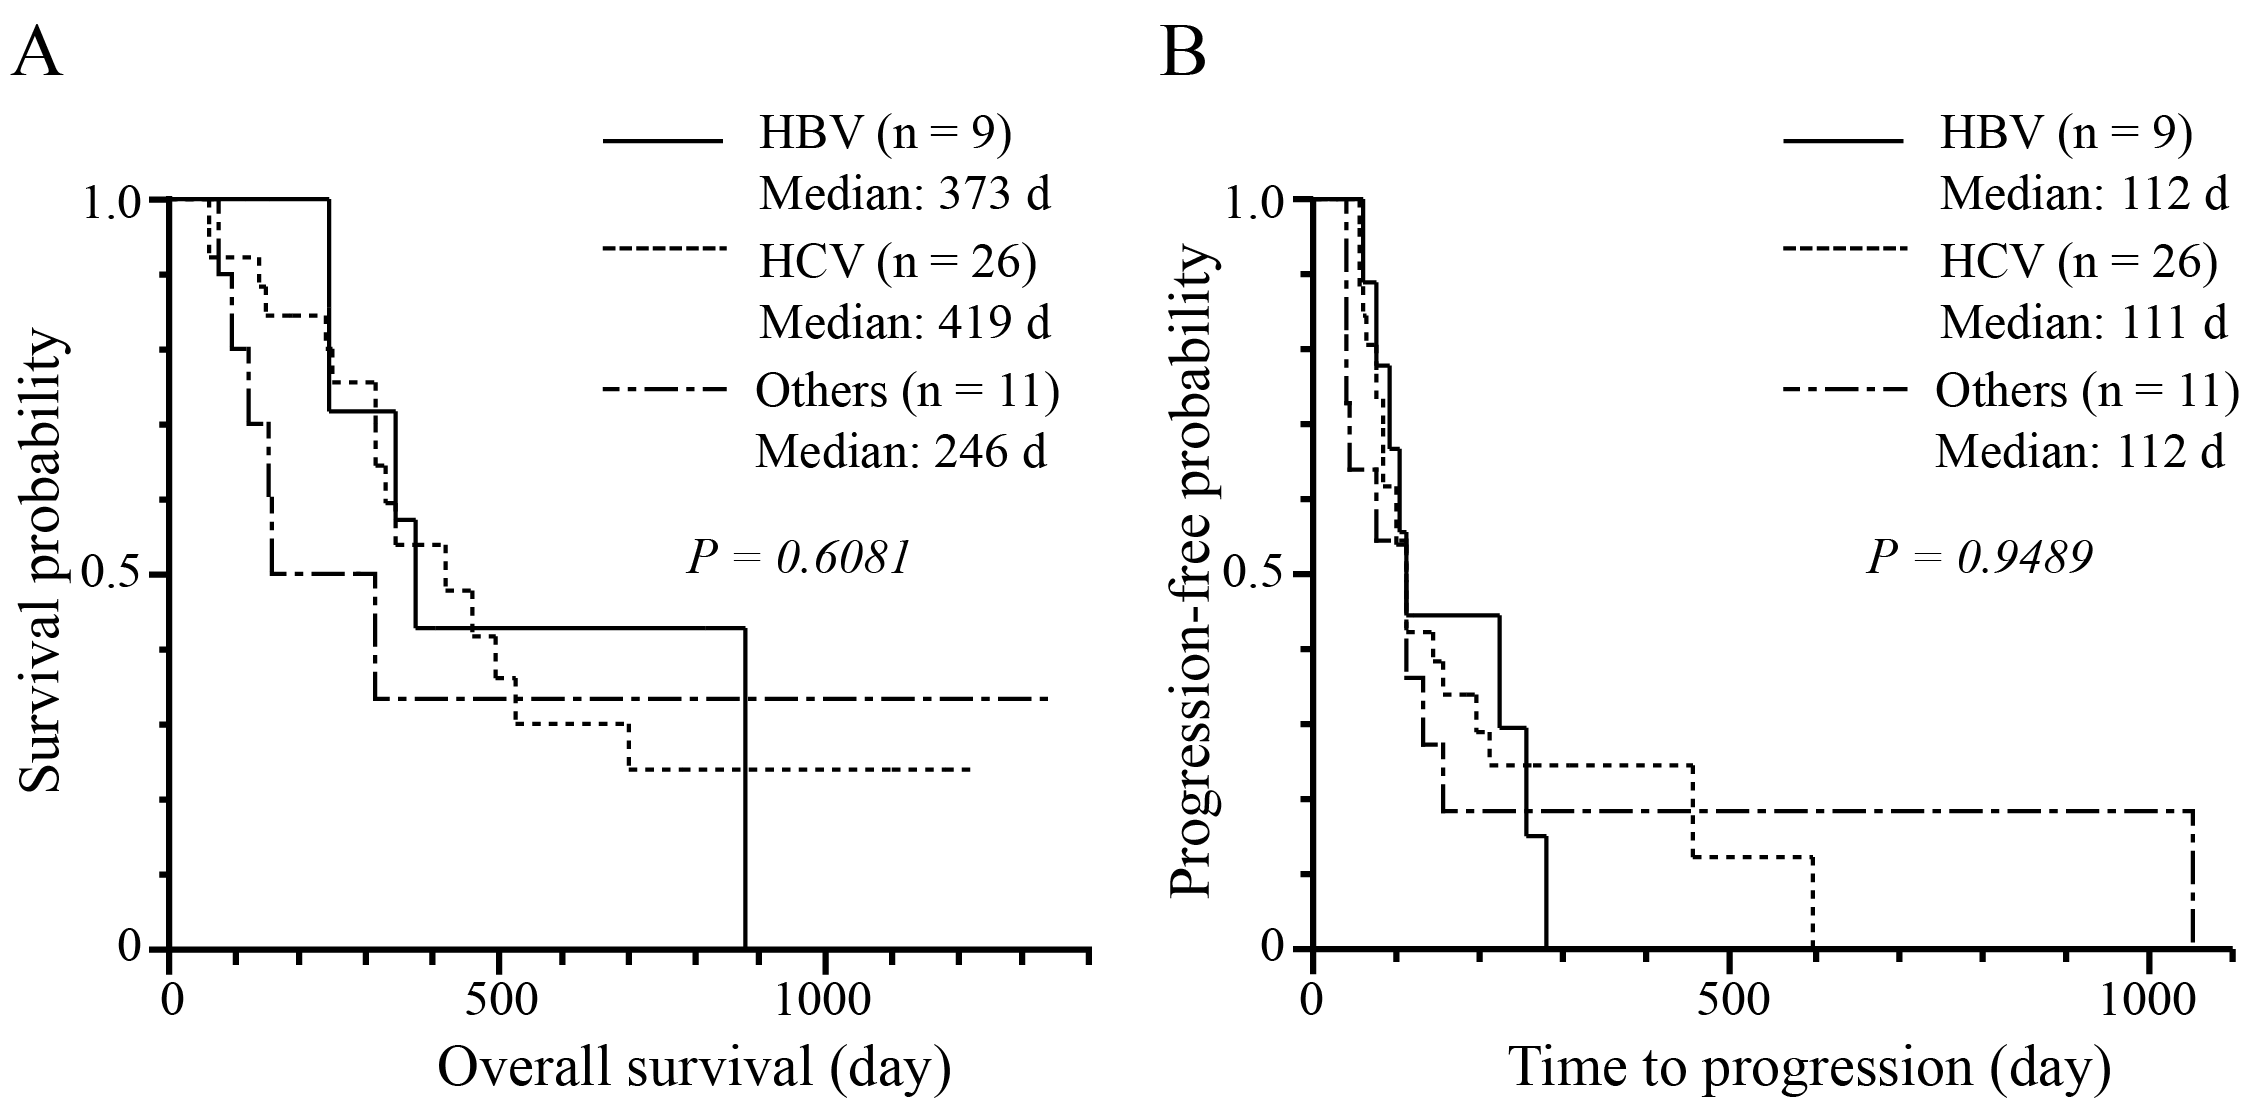 A
HBV (n = 9)
Median: 373 d
HCV (n = 26)
Median: 419 d
Others (n = 11)
Median: 246 d
P = 0.6081
Survival probability
1.0
0.5
0
0
500
1000
Overall survival (day)
B
HBV (n = 9)
Median: 112 d
HCV (n = 26)
Median: 111 d
Others (n = 11)
Median: 112 d
P = 0.9489
Progression-free probability
1.0
0.5
0
0
500
1000
Time to progression (day)